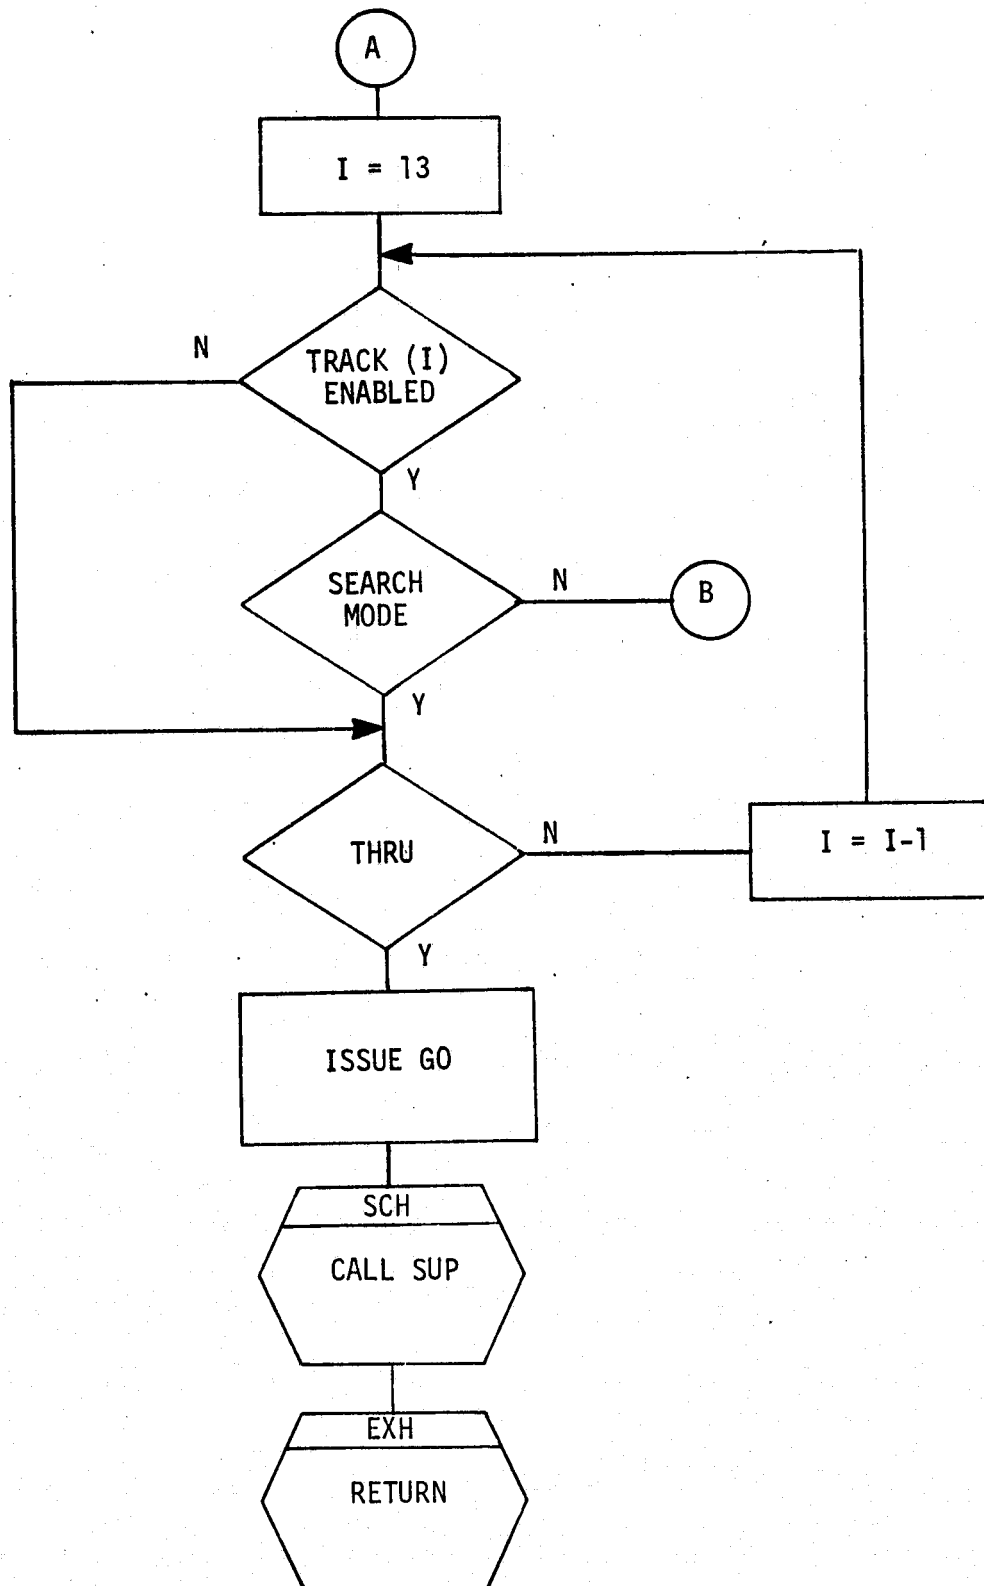 A
I = 13
N
TRACK (I)
ENABLED
Y
SEARCH
MODE
N
B
Y
THRU
N
I = I-1
Y
ISSUE GO
SCH
CALL SUP
EXH
RETURN